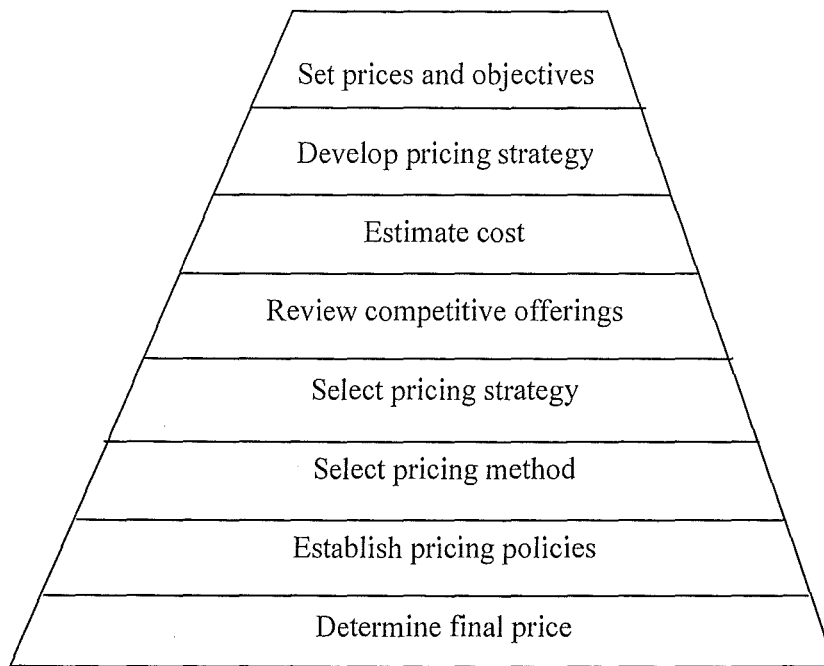 Set prices and objectives
Develop pricing strategy
Estimate cost
Review competitive offerings
Select pricing strategy
Select pricing method
Establish pricing policies
Determine final price